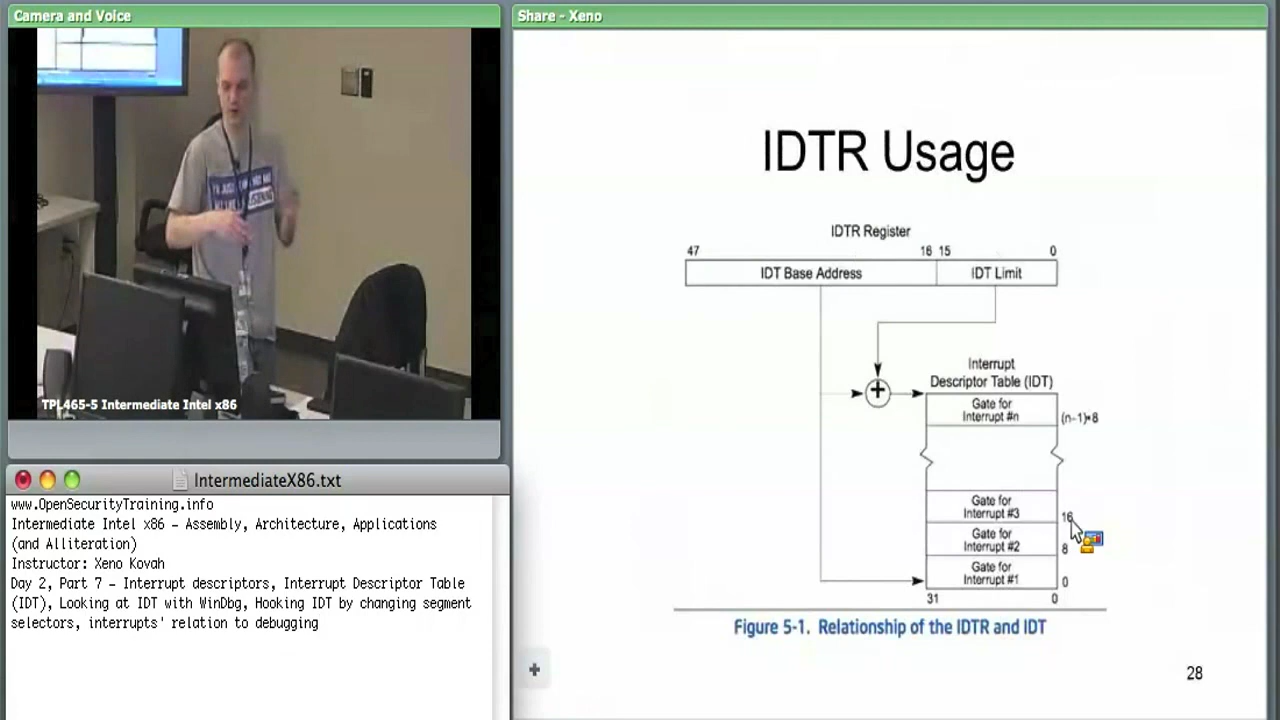 Camera and Voice
TPL465-5 Intermediate Intel x86
IntermediateX86.txt
www.OpenSecurityTraining.info
Intermediate Intel x86 – Assembly, Architecture, Applications
(and Alliteration)
Instructor: Xeno Kovah
Day 2, Part 7 – Interrupt descriptors, Interrupt Descriptor Table
(IDT), Looking at IDT with WinDbg, Hooking IDT by changing segment
selectors, interrupts' relation to debugging
Share - Xeno
IDTR Usage
IDTR Register
47 16 15 0
IDT Base Address IDT Limit
+
Interrupt
Descriptor Table (IDT)
Gate for
Interrupt #n
(n–1)∗8
Gate for
Interrupt #3
16
Gate for
Interrupt #2
8
Gate for
Interrupt #1
0
31 0
Figure 5-1. Relationship of the IDTR and IDT
28